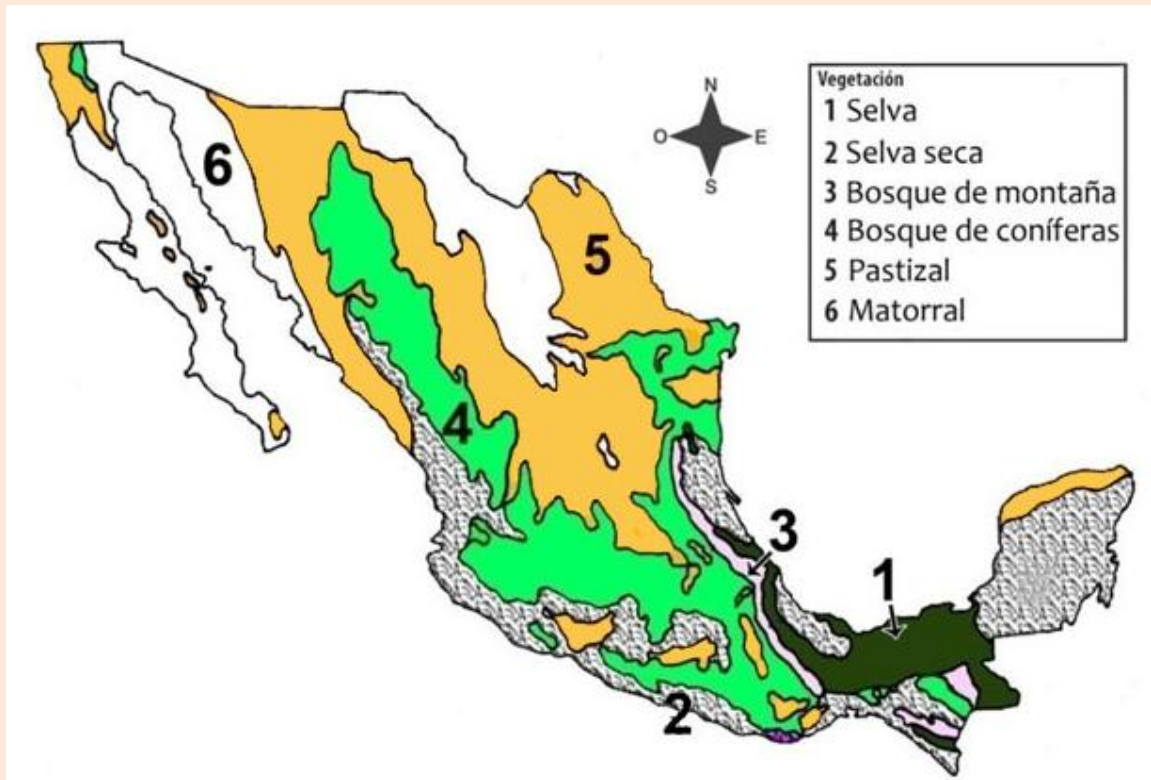 N
O E
S
Vegetación
1 Selva
2 Selva seca
3 Bosque de montaña
4 Bosque de coníferas
5 Pastizal
6 Matorral
6
5
4
3
1
2